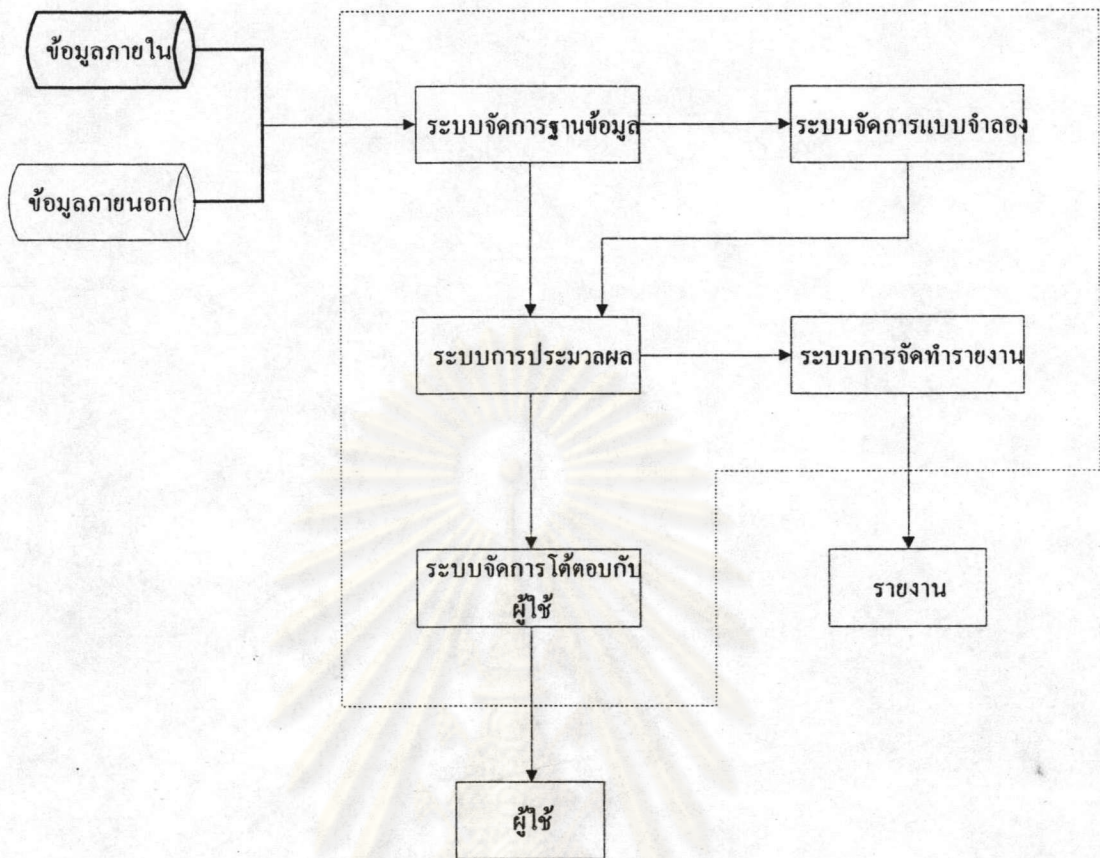 ข้อมูลภายใน
ระบบจัดการฐานข้อมูล
ระบบจัดการแบบจำลอง
ข้อมูลภายนอก
ระบบการประมวลผล
ระบบการจัดทำรายงาน
ระบบจัดการโต้ตอบกับ
ผู้ใช้
รายงาน
ผู้ใช้